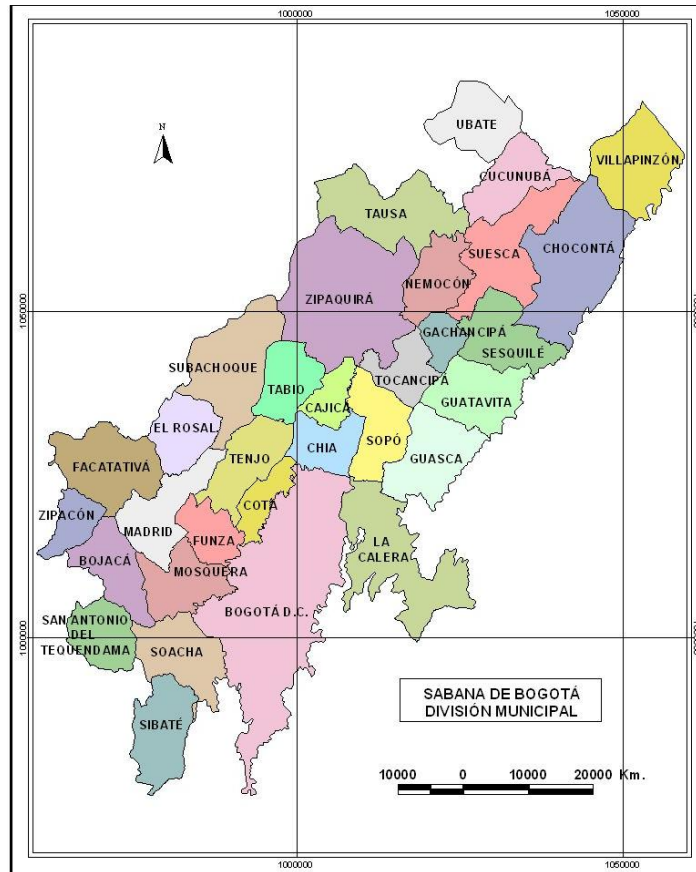 1000000
1050000
N
UBATE
VILLAPINZÓN
CUCUNUBÁ
TAUSA
SUESCA
CHOCONTÁ
NEMOCÓN
ZIPAQUIRÁ
1050000
GACHANCIPÁ
SESQUILÉ
SUBACHOQUE
TOCANCIPÁ
TABIO
CAJICÁ
GUATAVITA
EL ROSAL
SOPÓ
CHIA
TENJO
GUASCA
FACATATIVÁ
COTA
ZIPACÓN
MADRID
FUNZA
LA
CALERA
BOJACÁ
MOSQUERA
BOGOTÁ D.C.
SAN ANTONIO
DEL
TEQUENDAMA
1000000
SOACHA
SIBATÉ
SABANA DE BOGOTÁ
DIVISIÓN MUNICIPAL
10000 0 10000 20000 Km.
1000000
1050000